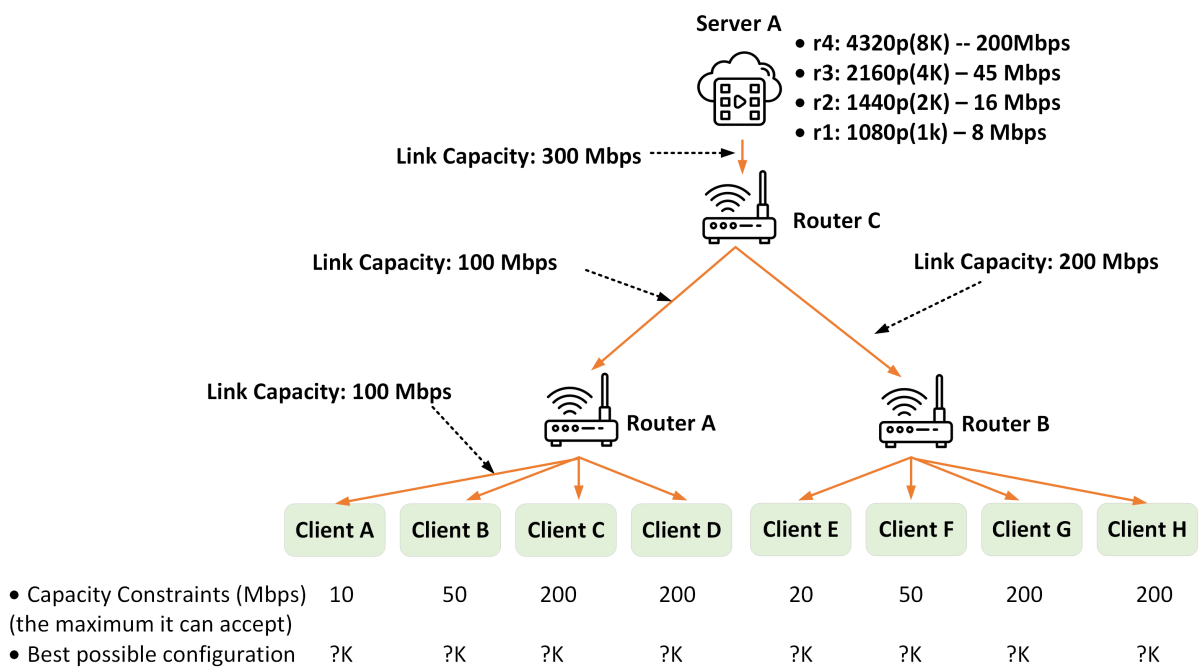 Server A
• r4: 4320p(8K) -- 200Mbps
• r3: 2160p(4K) – 45 Mbps
• r2: 1440p(2K) – 16 Mbps
• r1: 1080p(1k) – 8 Mbps
Link Capacity: 300 Mbps
Router C
Link Capacity: 100 Mbps
Link Capacity: 200 Mbps
Link Capacity: 100 Mbps
Router A
Router B
Client A Client B Client C Client D Client E Client F Client G Client H
• Capacity Constraints (Mbps) 10 50 200 200 20 50 200 200
(the maximum it can accept)
• Best possible configuration ?K ?K ?K ?K ?K ?K ?K ?K